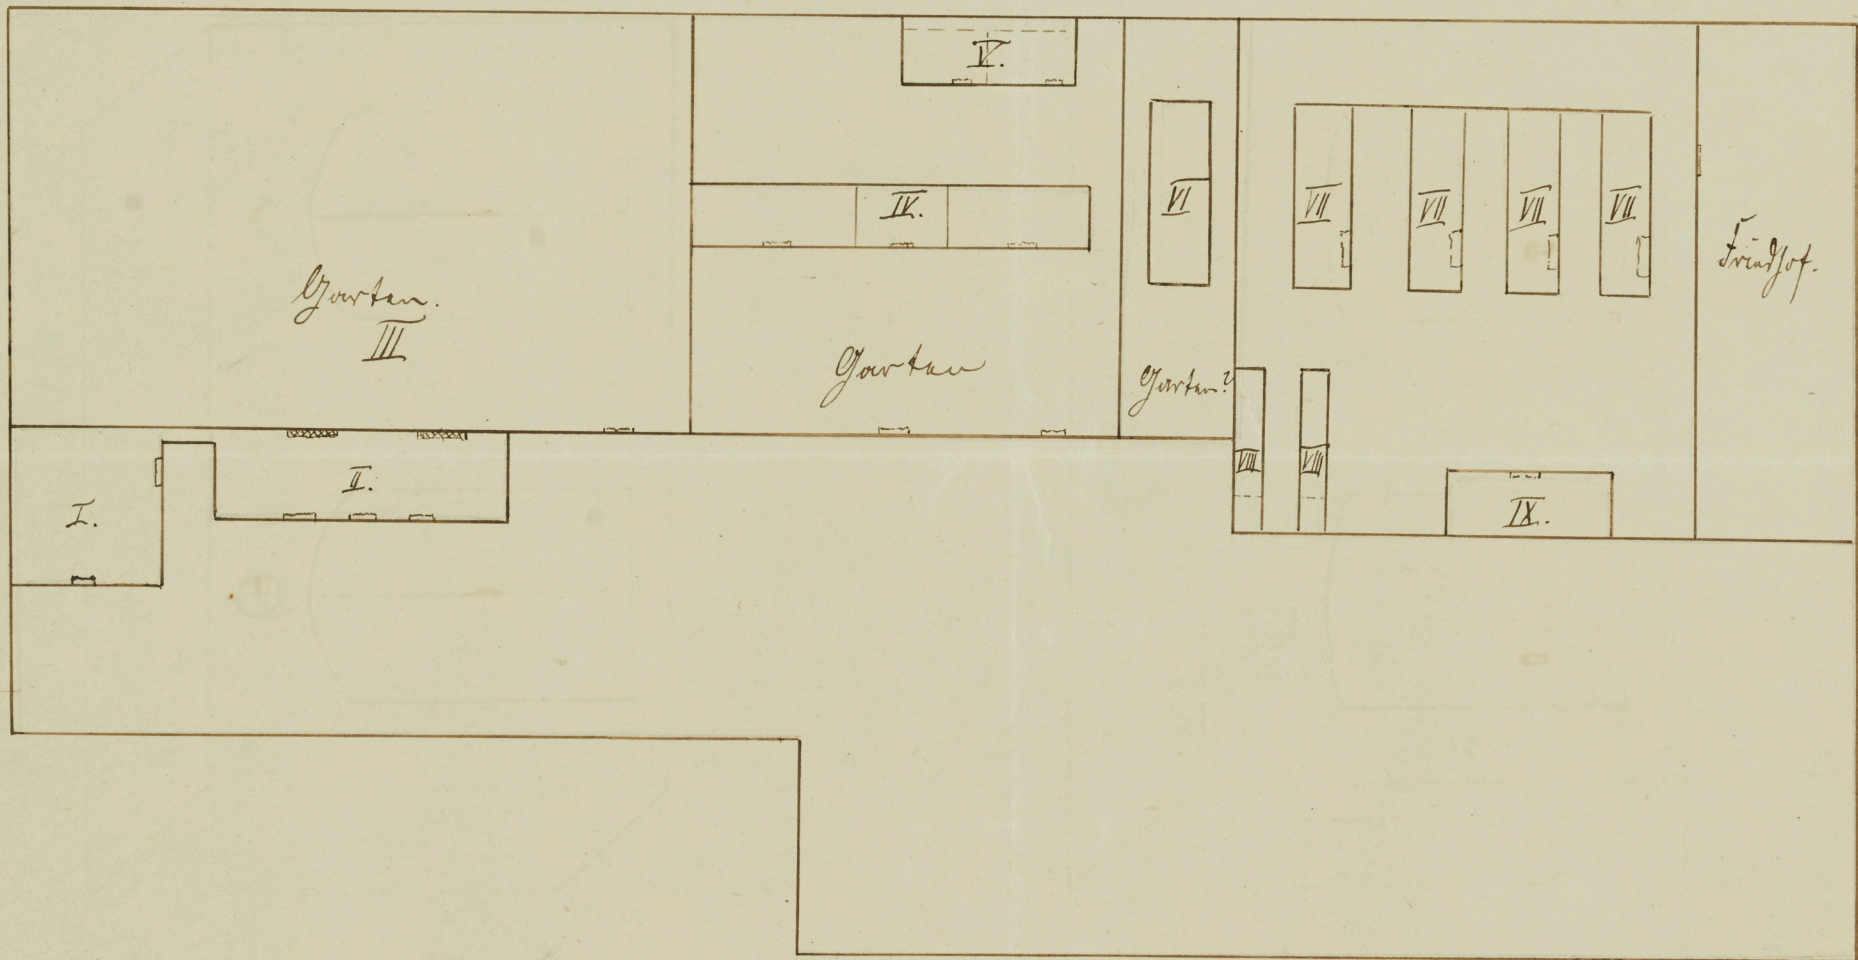 V.
IV.
VI
VII
VII
VII
VII
Friedhof.
Garten.
III
Garten
Garten?
VIII
VIII
II.
I.
IX.